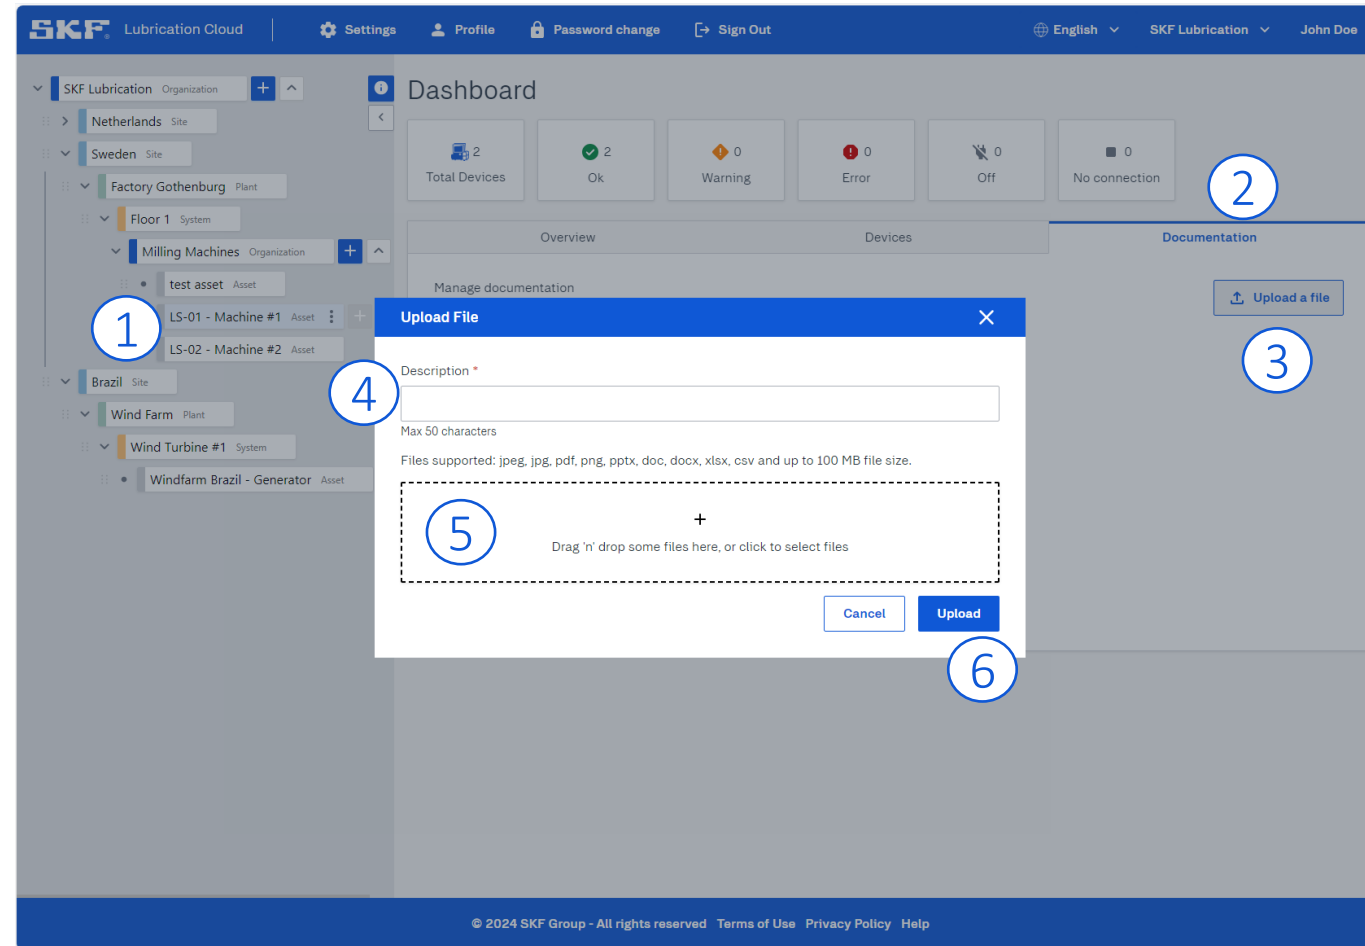 SKF. Lubrication Cloud Settings Profile Password change Sign Out English SKF Lubrication John Doe
SKF Lubrication Organization +
Netherlands Site
Sweden Site
Factory Gothenburg Plant
Floor 1 System
Milling Machines Organization +
test asset Asset
1
LS-01 - Machine #1 Asset +
LS-02 - Machine #2 Asset
Brazil Site
Wind Farm Plant
Wind Turbine #1 System
Windfarm Brazil - Generator Asset
Dashboard
2
Total Devices
2
Ok
0
Warning
0
Error
0
Off
0
No connection
2
Overview Devices Documentation
Manage documentation
Upload a file
3
Upload File
4
Description *
Max 50 characters
Files supported: jpeg, jpg, pdf, png, pptx, doc, docx, xlsx, csv and up to 100 MB file size.
5
+
Drag 'n' drop some files here, or click to select files
Cancel Upload
6
© 2024 SKF Group - All rights reserved Terms of Use Privacy Policy Help